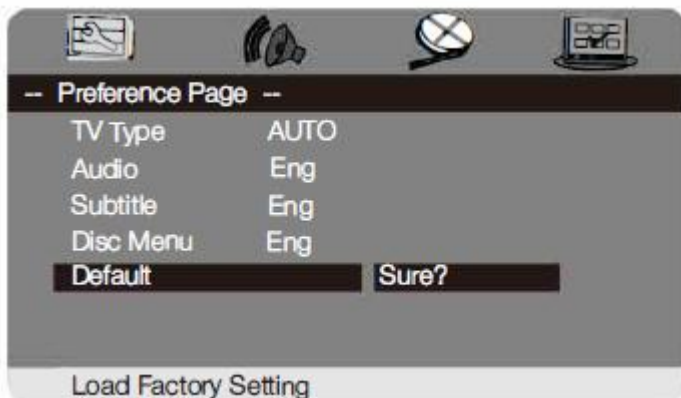 -- Preference Page --
TV Type AUTO
Audio Eng
Subtitle Eng
Disc Menu Eng
Default Sure?
Load Factory Setting